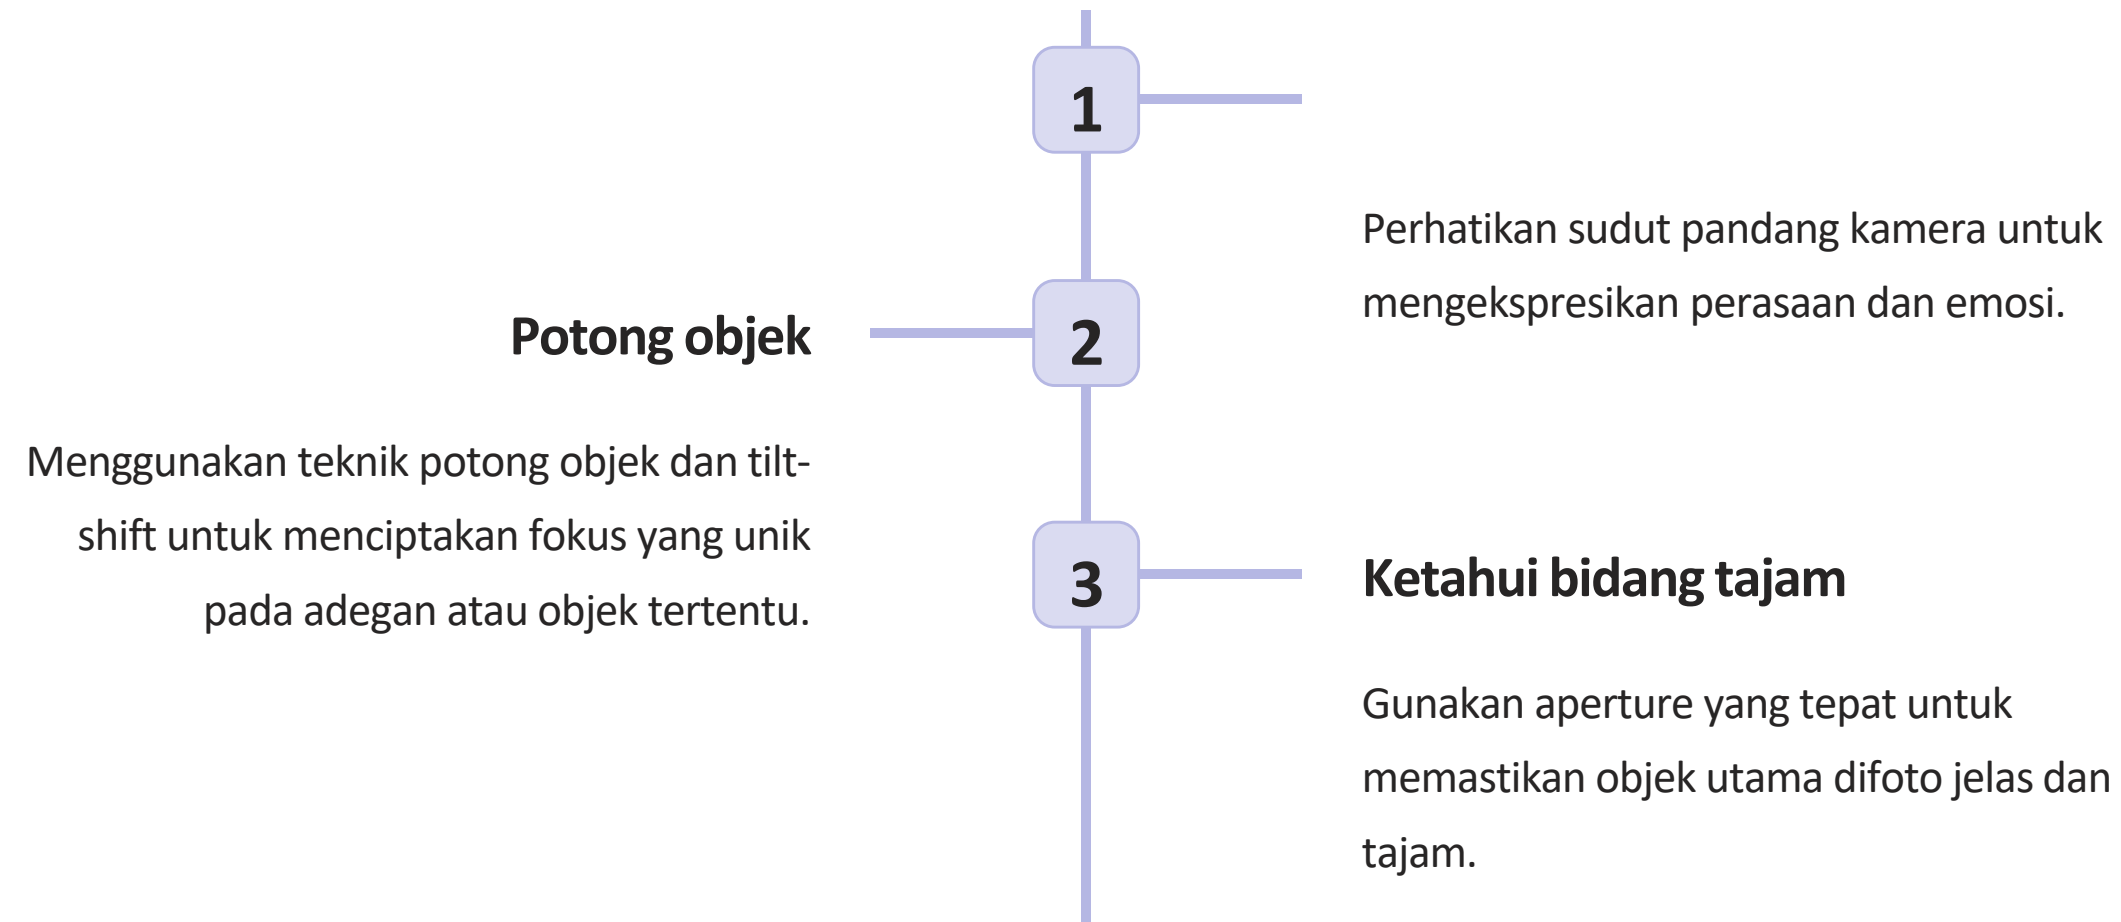 1
Perhatikan sudut pandang kamera untuk
mengekspresikan perasaan dan emosi.
2
Potong objek
Menggunakan teknik potong objek dan tilt-
shift untuk menciptakan fokus yang unik
pada adegan atau objek tertentu.
3
Ketahui bidang tajam
Gunakan aperture yang tepat untuk
memastikan objek utama difoto jelas dan
tajam.